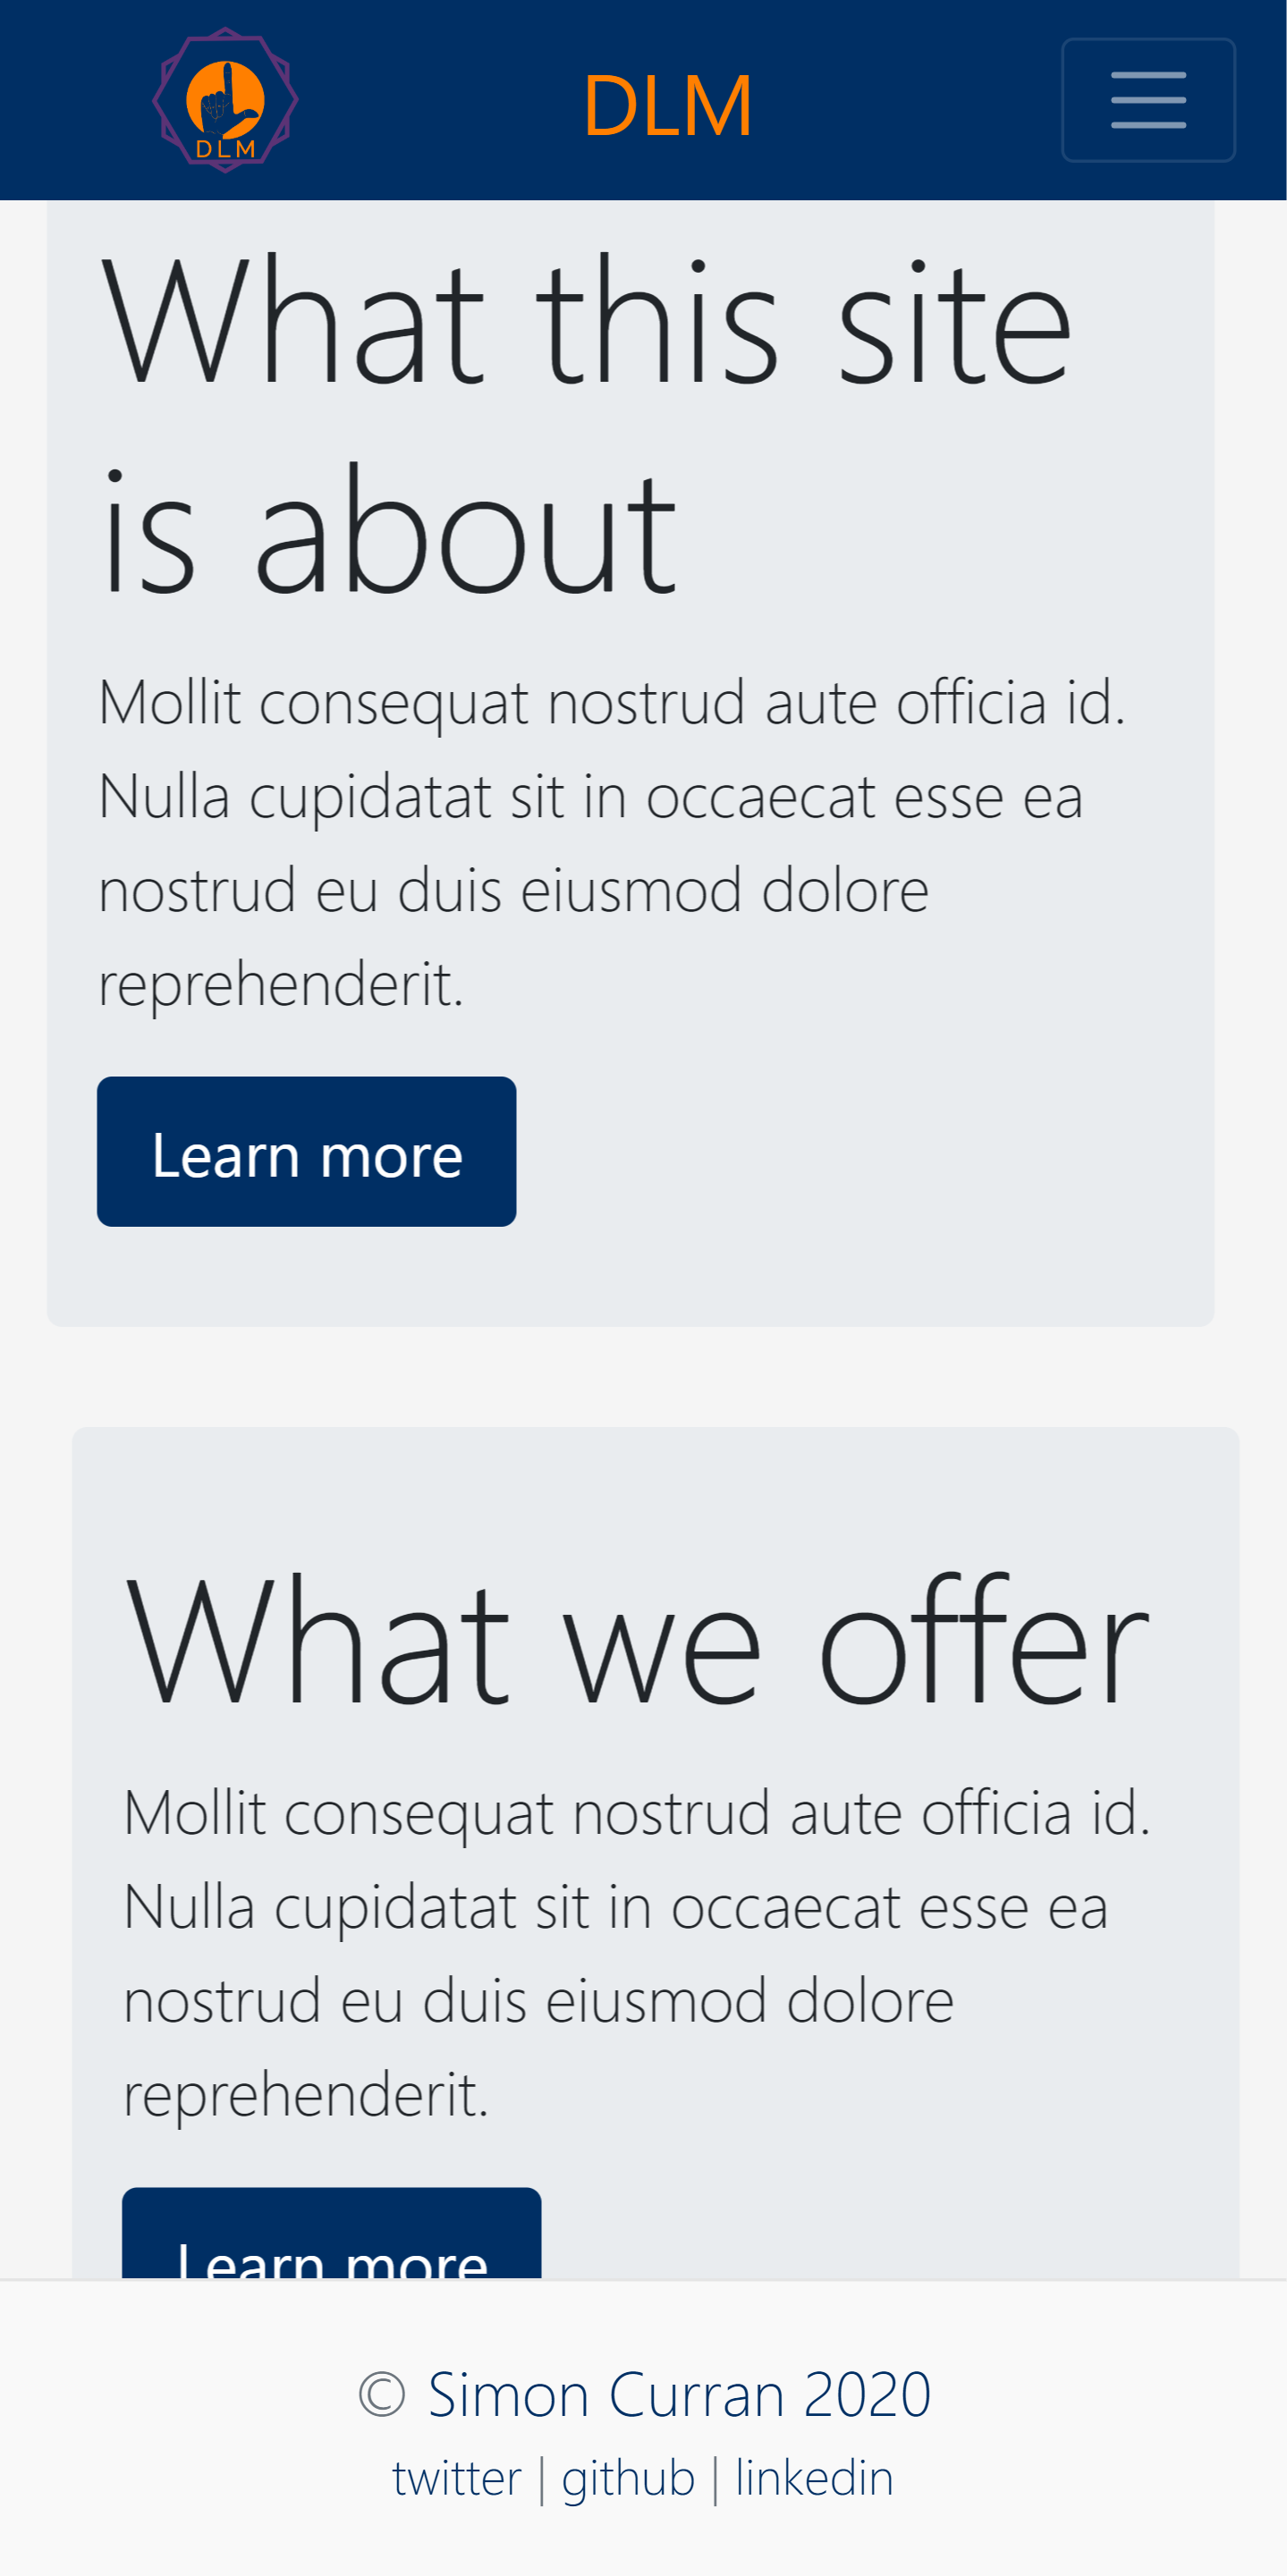 DLM
DLM
What this site
is about
Mollit consequat nostrud aute officia id.
Nulla cupidatat sit in occaecat esse ea
nostrud eu duis eiusmod dolore
reprehenderit.
Learn more
What we offer
Mollit consequat nostrud aute officia id.
Nulla cupidatat sit in occaecat esse ea
nostrud eu duis eiusmod dolore
reprehenderit.
Learn more
© Simon Curran 2020
twitter | github | linkedin